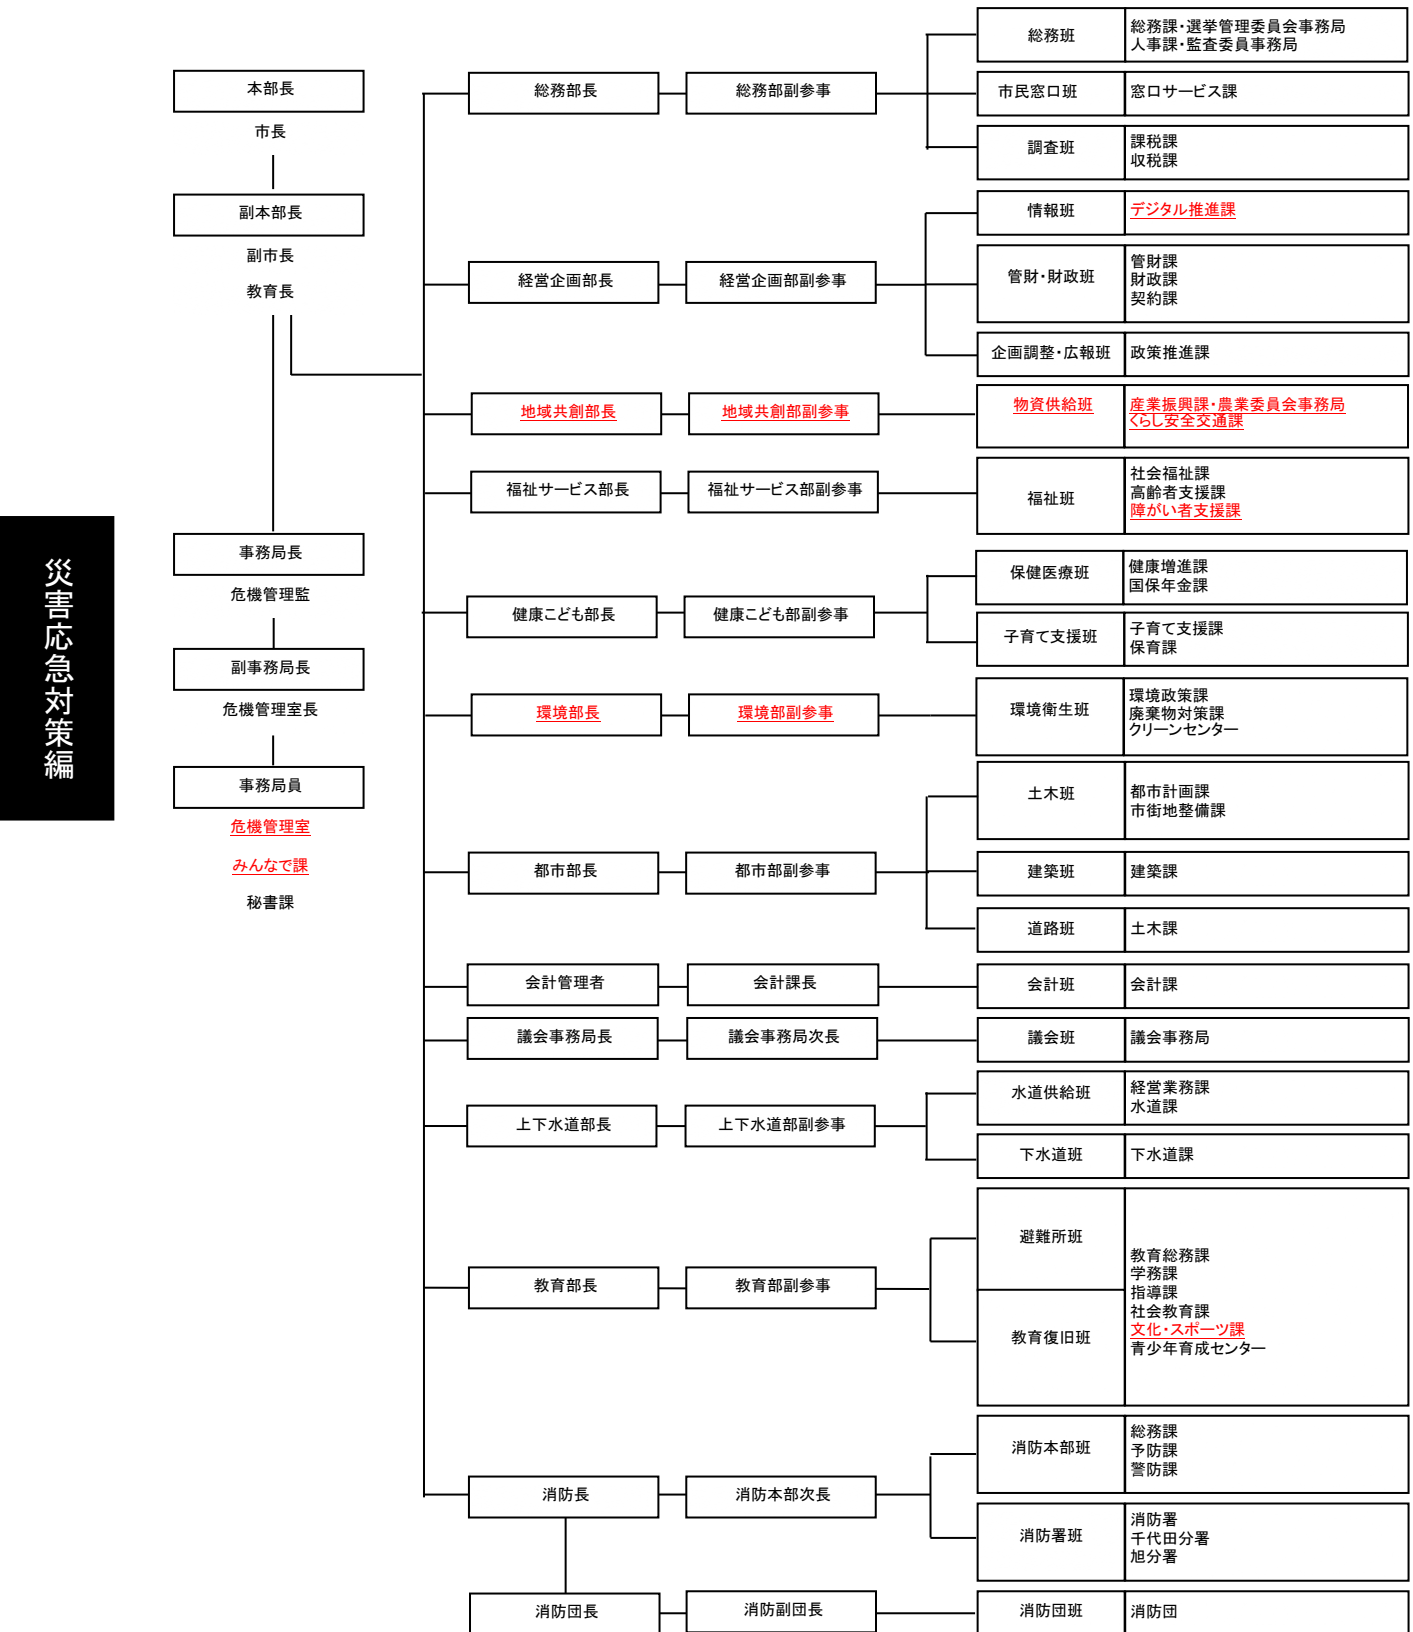 災害応急対策編
本部長
市長
副本部長
副市長
教育長
事務局長
危機管理監
副事務局長
危機管理室長
事務局員
危機管理室
みんなで課
秘書課
総務部長
総務部副参事
総務班
総務課・選挙管理委員会事務局
人事課・監査委員事務局
市民窓口班
窓口サービス課
調査班
課税課
収税課
経営企画部長
経営企画部副参事
情報班
デジタル推進課
管財・財政班
管財課
財政課
契約課
企画調整・広報班
政策推進課
地域共創部長
地域共創部副参事
物資供給班
産業振興課・農業委員会事務局
くらし安全交通課
福祉サービス部長
福祉サービス部副参事
福祉班
社会福祉課
高齢者支援課
障がい者支援課
健康こども部長
健康こども部副参事
保健医療班
健康増進課
国保年金課
子育て支援班
子育て支援課
保育課
環境部長
環境部副参事
環境衛生班
環境政策課
廃棄物対策課
クリーンセンター
都市部長
都市部副参事
土木班
都市計画課
市街地整備課
建築班
建築課
道路班
土木課
会計管理者
会計課長
会計班
会計課
議会事務局長
議会事務局次長
議会班
議会事務局
上下水道部長
上下水道部副参事
水道供給班
経営業務課
水道課
下水道班
下水道課
教育部長
教育部副参事
避難所班
教育復旧班
教育総務課
学務課
指導課
社会教育課
文化・スポーツ課
青少年育成センター
消防長
消防本部次長
消防本部班
総務課
予防課
警防課
消防署班
消防署
千代田分署
旭分署
消防団長
消防副団長
消防団班
消防団